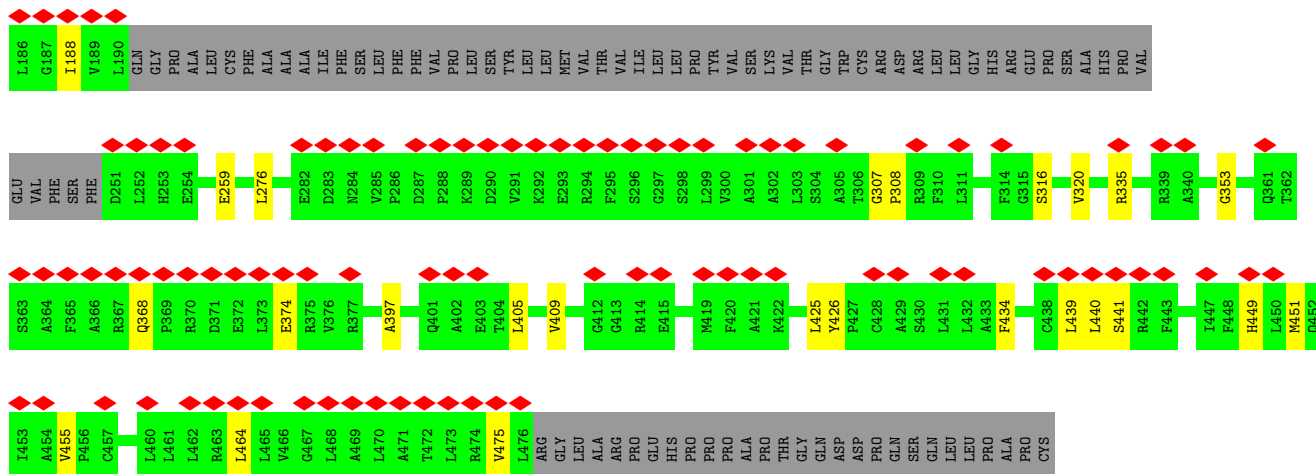 L186 G187 I188 V189 L190 GLN GLY PRO ALA LEU CYS PHE ALA ALA ALA ILE PHE SER LEU PHE PHE VAL PRO LEU SER TYR LEU LEU MET VAL THR VAL ILE LEU LEU PRO TYR VAL SER LYS VAL THR GLY TRP CYS ARG ASP ARG LEU LEU GLY HIS ARG GLU PRO SER ALA HIS PRO VAL
GLU VAL PHE SER PHE D251 L252 H253 E254 E259 L276 E282 D283 N284 V285 P286 D287 P288 K289 D290 V291 K292 E293 R294 F295 S296 G297 S298 L299 V300 A301 A302 L303 S304 A305 T306 G307 P308 R309 F310 L311 F314 G315 S316 V320 R335 R339 A340 G353 Q361 T362
S363 A364 F365 A366 R367 Q368 P369 R370 D371 E372 L373 E374 R375 V376 R377 A397 Q401 A402 E403 T404 L405 V409 G412 G413 R414 E415 M419 F420 A421 K422 L425 Y426 P427 C428 A429 S430 L431 L432 A433 F434 C438 L439 L440 S441 R442 F443 I447 F448 H449 L450 M451 Q452
I453 A454 V455 P456 C457 L460 L461 L462 R463 L464 L465 V466 G467 L468 A469 L470 A471 T472 L473 R474 V475 L476 ARG GLY LEU ALA ARG PRO GLU HIS PRO PRO PRO ALA PRO THR GLY GLN ASP ASP PRO GLN SER GLN LEU LEU PRO ALA PRO CYS